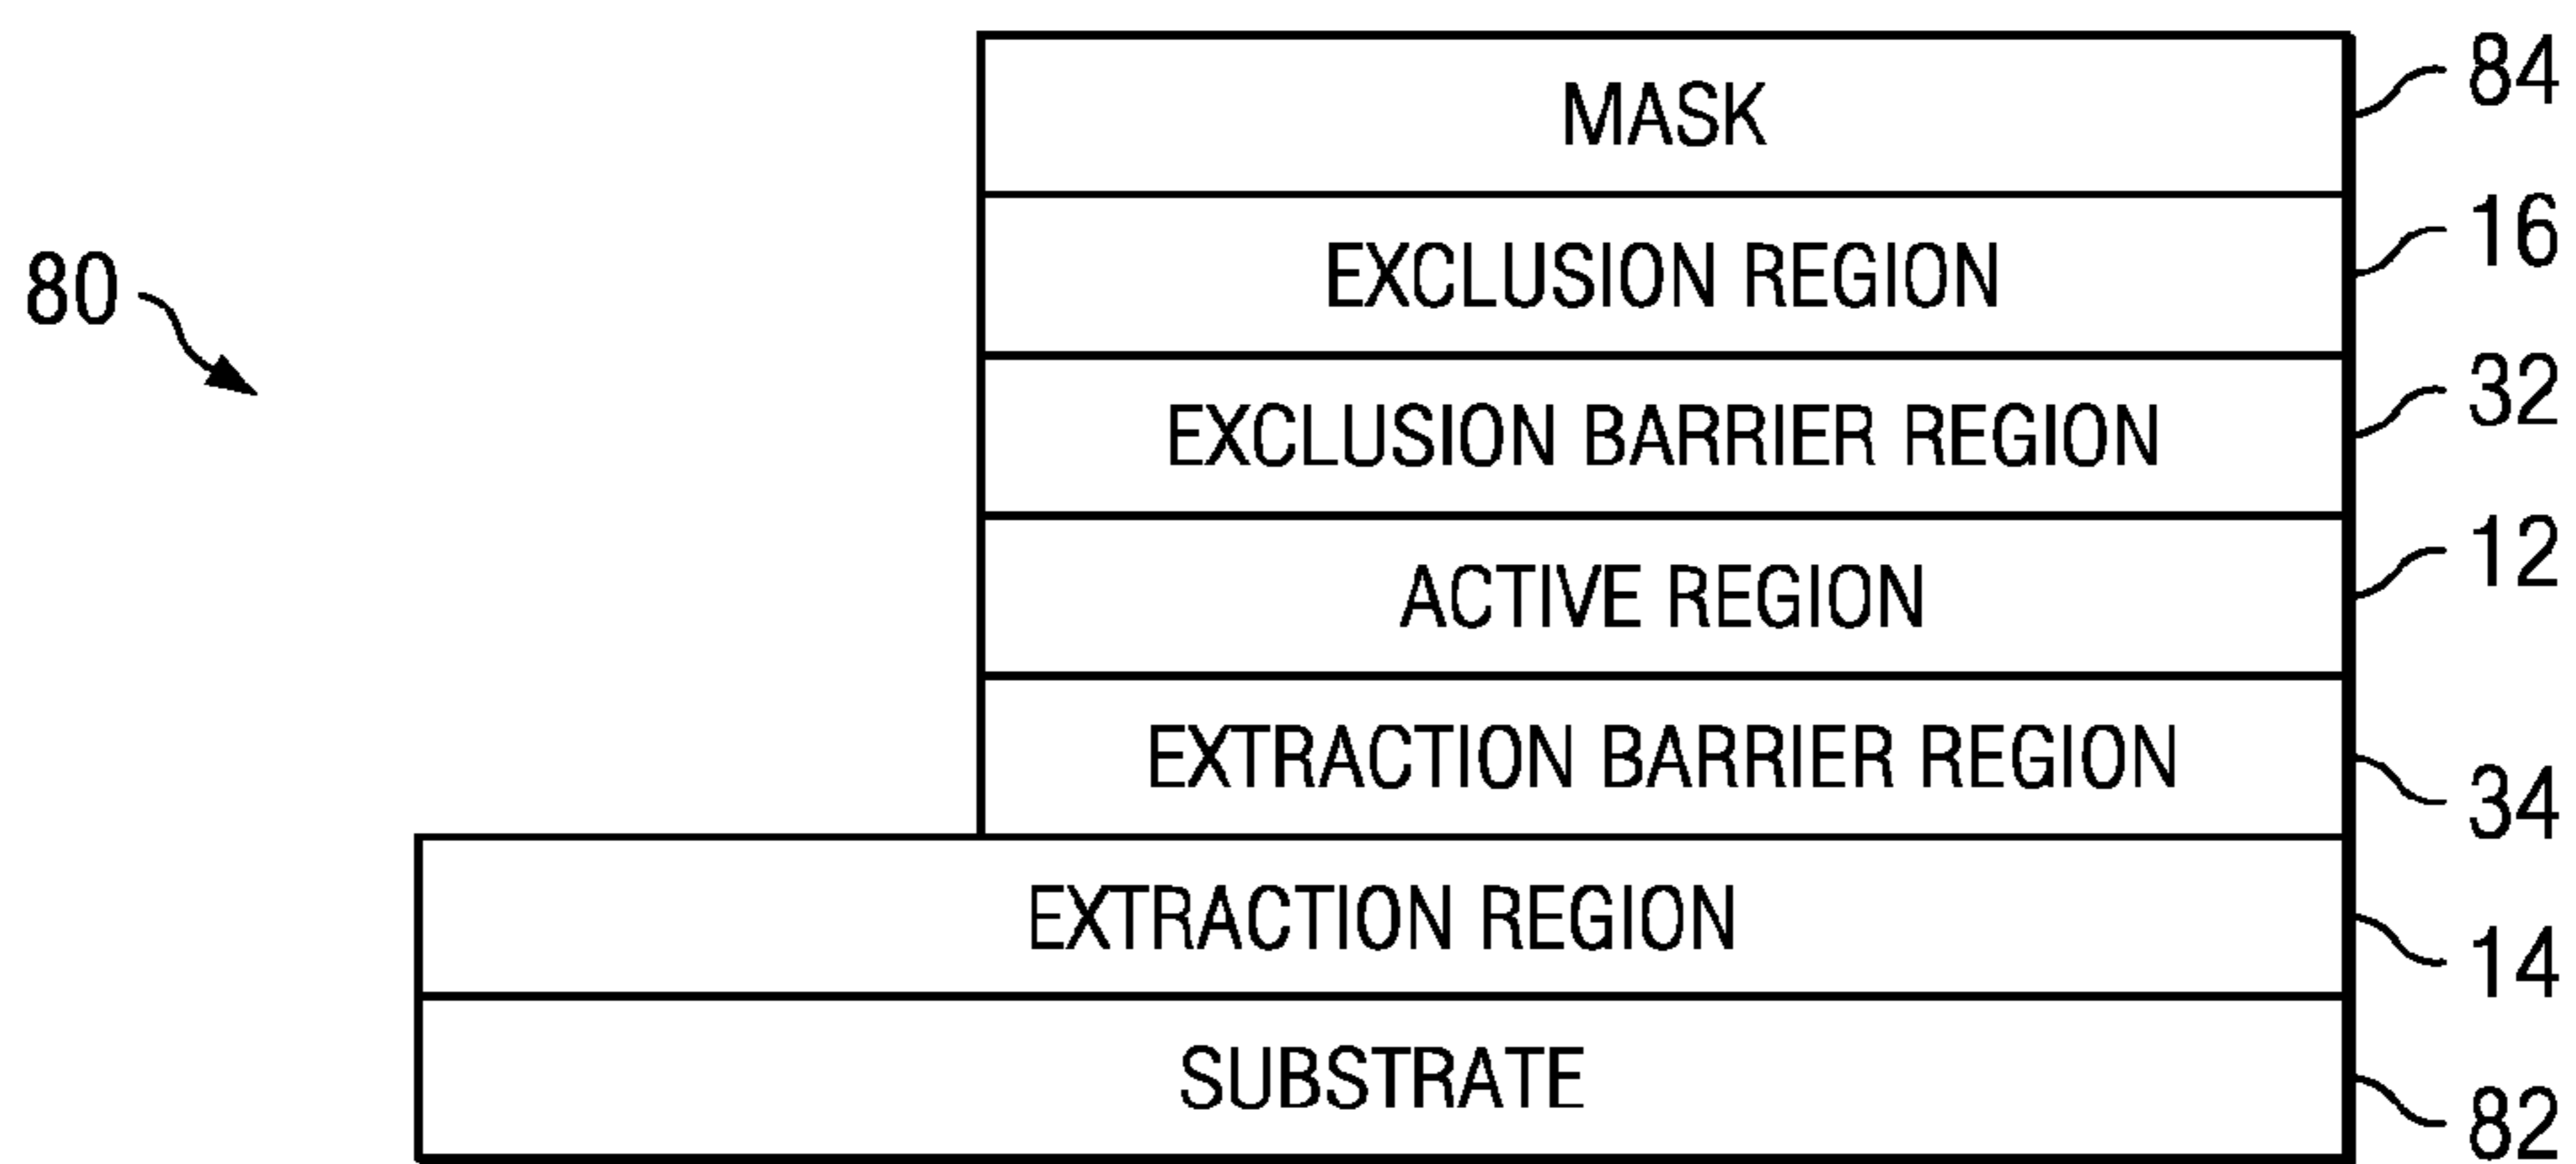 MASK 84
EXCLUSION REGION 16
80
EXCLUSION BARRIER REGION 32
ACTIVE REGION 12
EXTRACTION BARRIER REGION 34
EXTRACTION REGION 14
SUBSTRATE 82